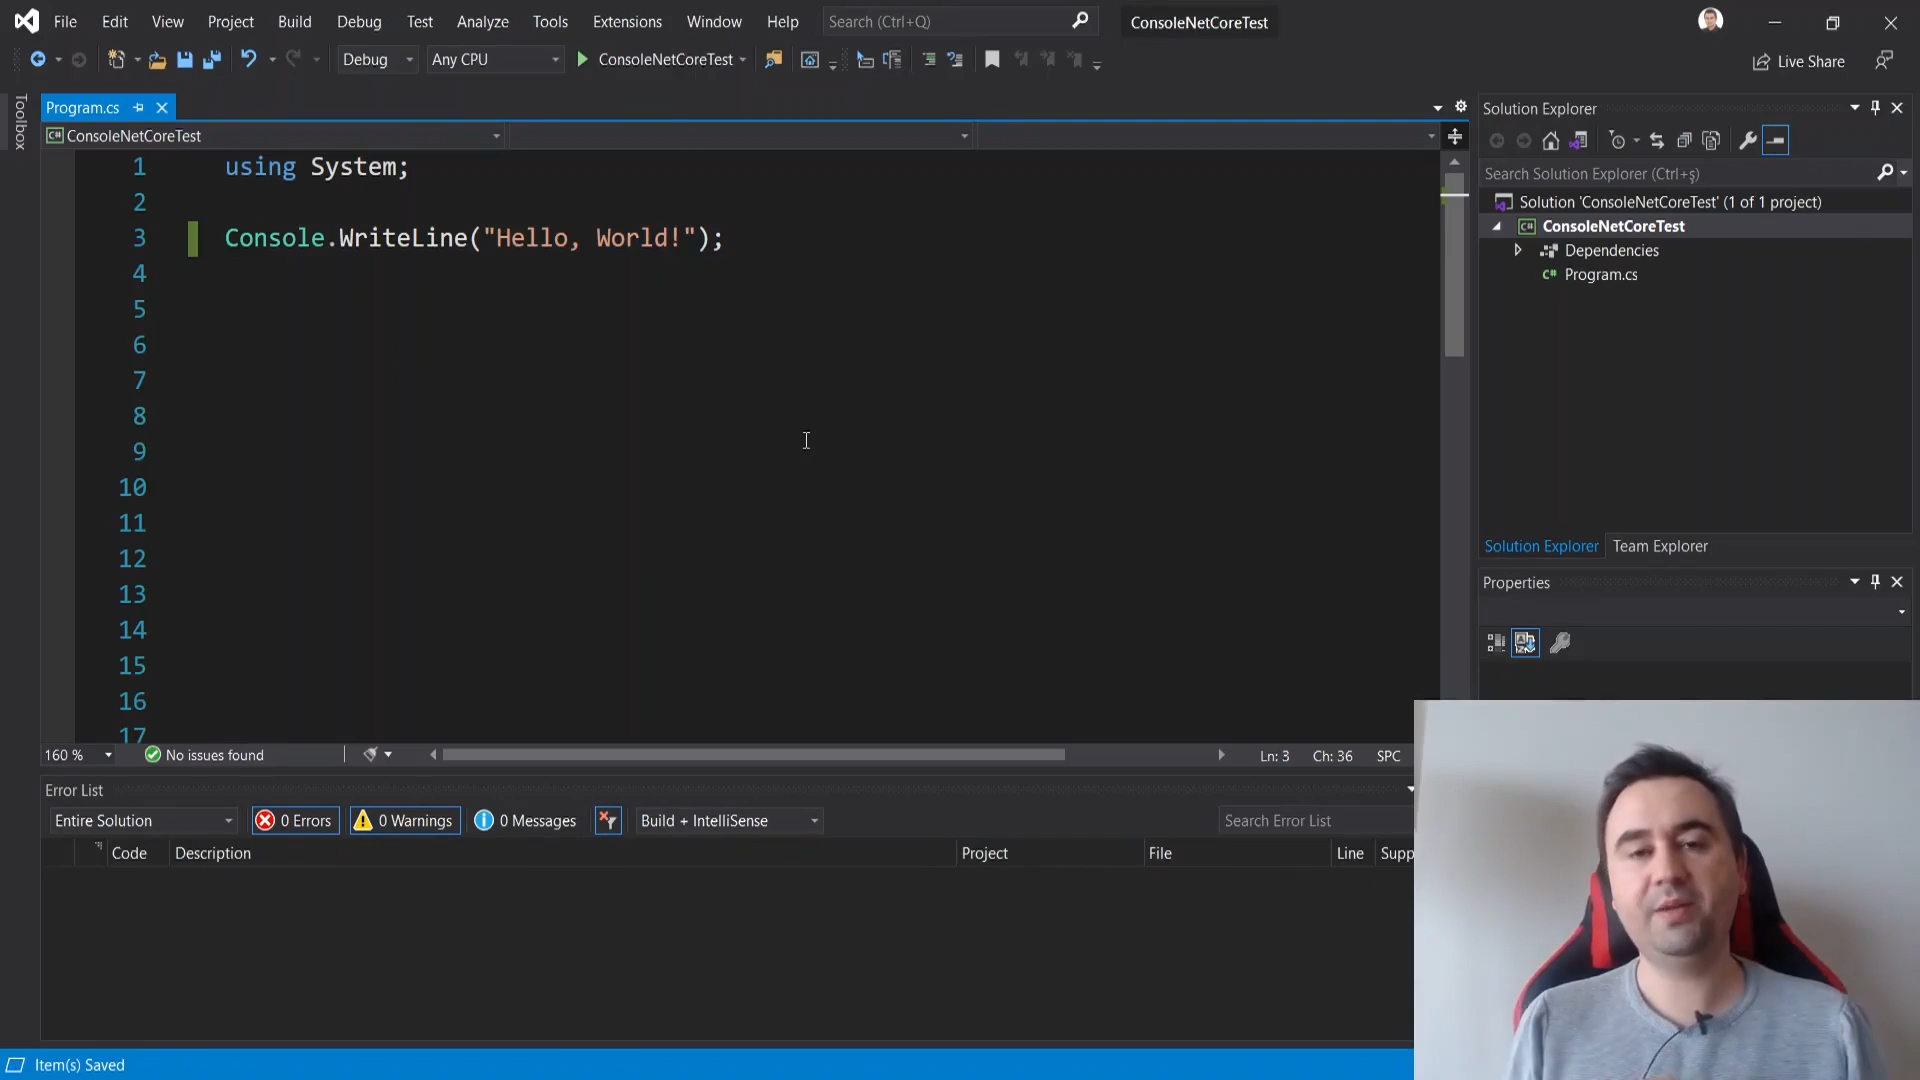 File Edit View Project Build Debug Test Analyze Tools Extensions Window Help Search (Ctrl+Q) ConsoleNetCoreTest
Debug Any CPU ConsoleNetCoreTest Live Share
Toolbox
Program.cs
C# ConsoleNetCoreTest
1 using System;
2
3 Console.WriteLine("Hello, World!");
4
5
6
7
8
9
10
11
12
13
14
15
16
17
160 % No issues found Ln: 3 Ch: 36 SPC
Error List
Entire Solution 0 Errors 0 Warnings 0 Messages Build + IntelliSense Search Error List
Code Description Project File Line Supp
Item(s) Saved
Solution Explorer
Search Solution Explorer (Ctrl+ş)
Solution 'ConsoleNetCoreTest' (1 of 1 project)
C# ConsoleNetCoreTest
Dependencies
C# Program.cs
Solution Explorer Team Explorer
Properties